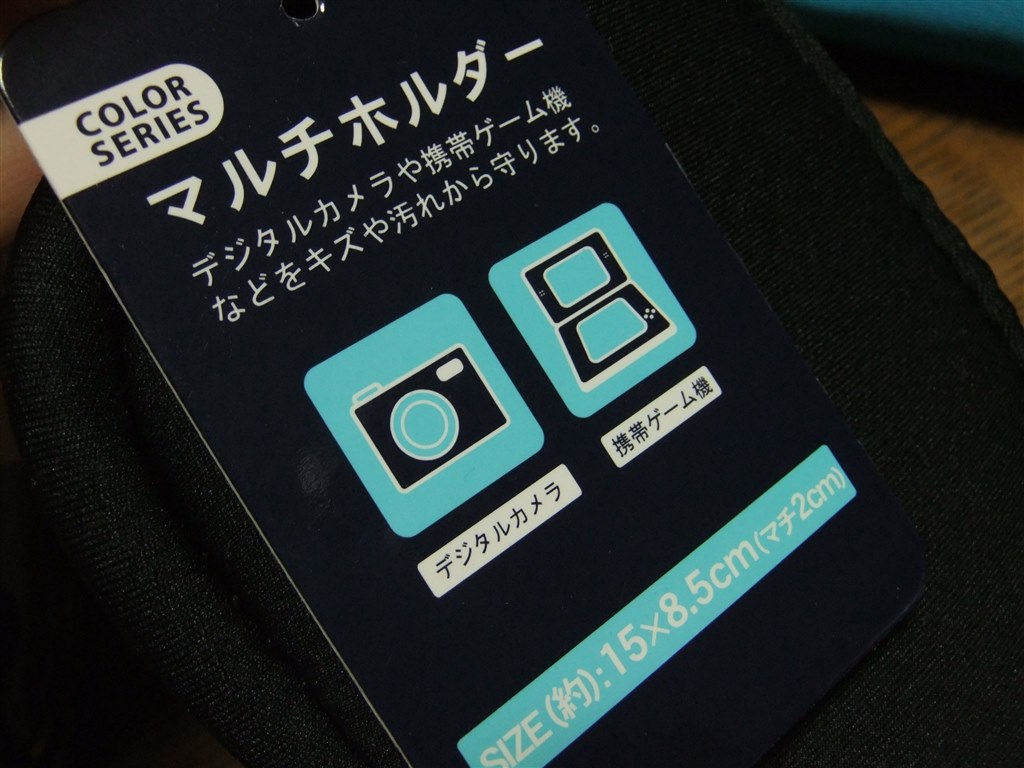 COLOR
SERIES
マルチホルダー
デジタルカメラや携帯ゲーム機
などをキズや汚れから守ります。
デジタルカメラ
携帯ゲーム機
SIZE(約):15×8.5cm(マチ2cm)